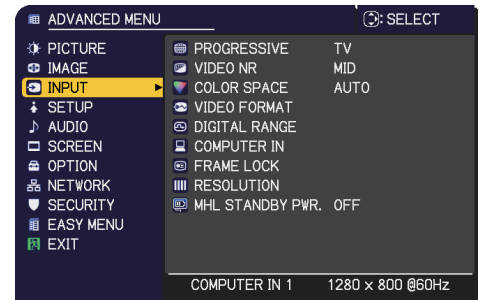 ADVANCED MENU : SELECT
PICTURE PROGRESSIVE TV
IMAGE VIDEO NR MID
INPUT COLOR SPACE AUTO
SETUP VIDEO FORMAT
AUDIO DIGITAL RANGE
SCREEN COMPUTER IN
OPTION FRAME LOCK
NETWORK RESOLUTION
SECURITY MHL STANDBY PWR. OFF
EASY MENU
EXIT
COMPUTER IN 1 1280 x 800 @60Hz